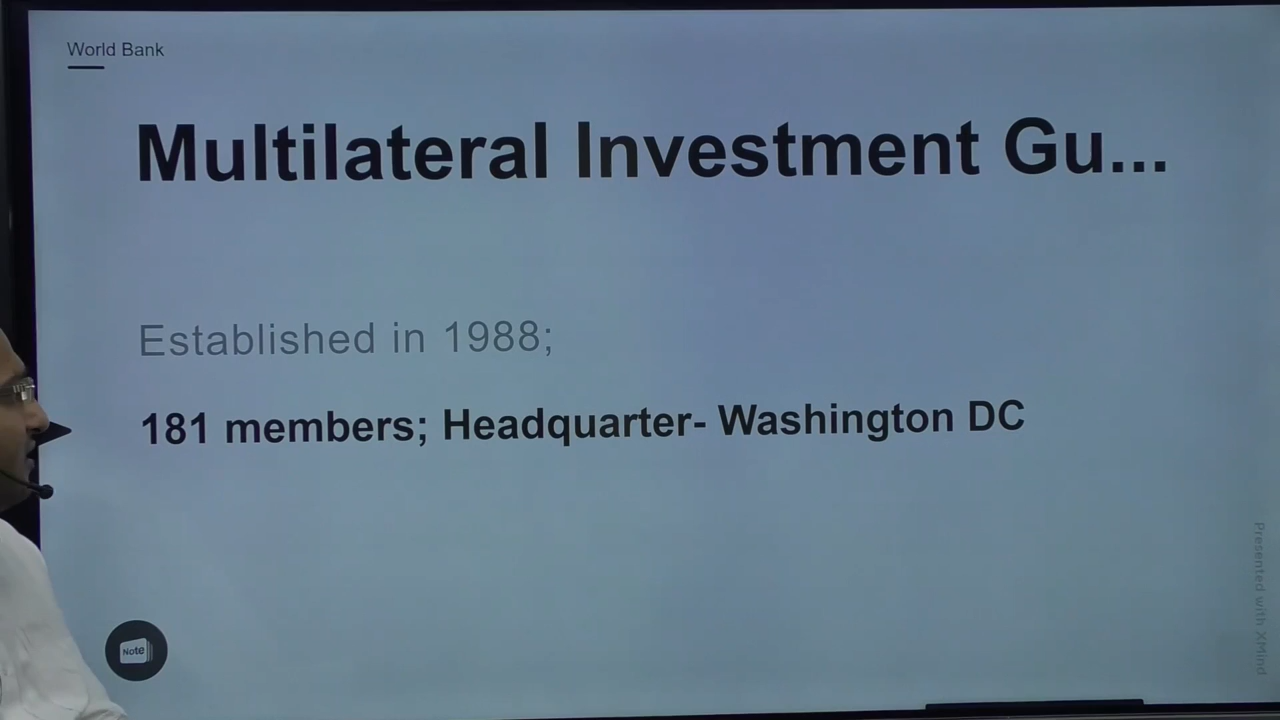 World Bank
Multilateral Investment Gu...
Established in 1988;
181 members; Headquarter- Washington DC
Note
Presented with XMind